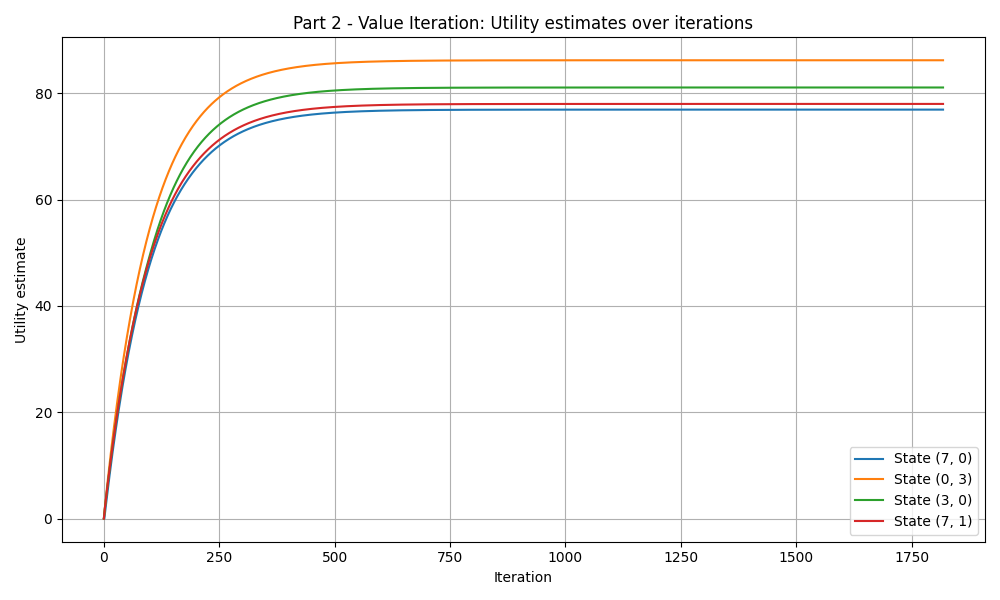 Part 2 - Value Iteration: Utility estimates over iterations
Utility estimate
80
60
40
20
0
0 250 500 750 1000 1250 1500 1750
Iteration
State (7, 0)
State (0, 3)
State (3, 0)
State (7, 1)